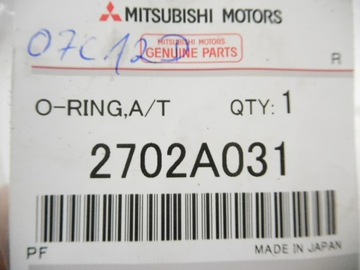 MITSUBISHI MOTORS
07C12
MITSUBISHI MOTORS
GENUINE PARTS
R
O-RING,A/T QTY: 1
2702A031
PF MADE IN JAPAN